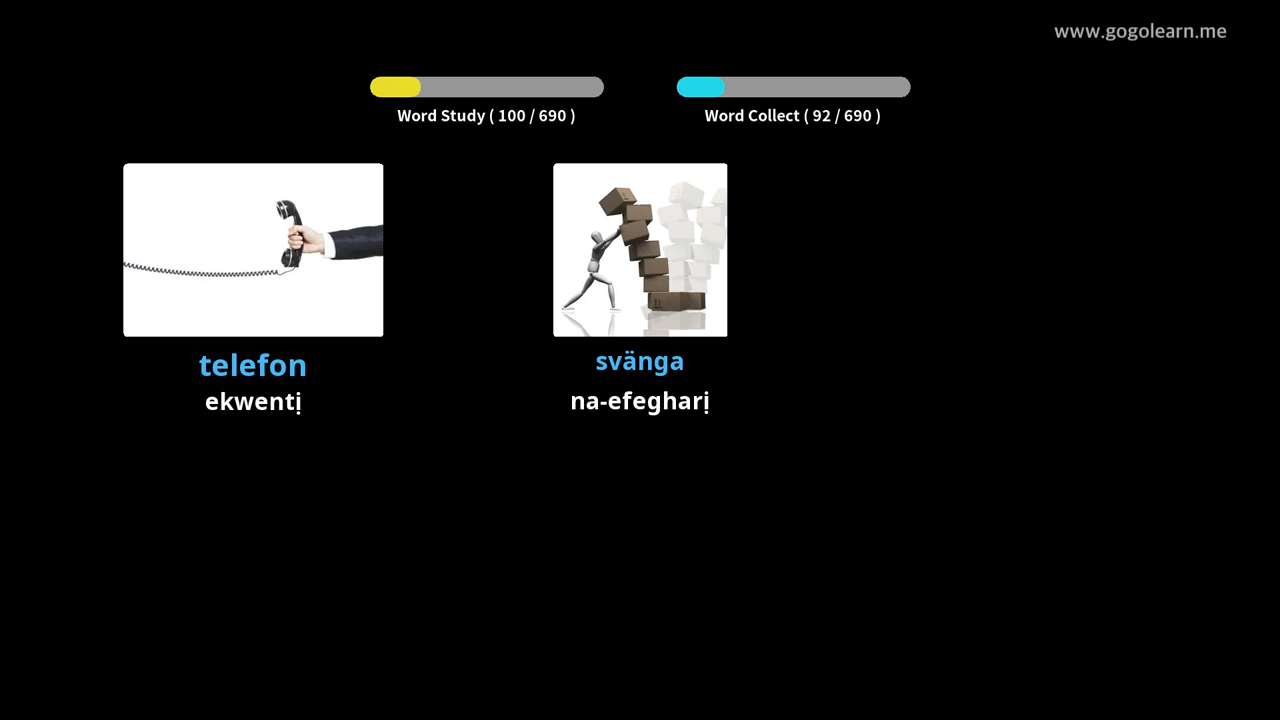 www.gogolearn.me
Word Study ( 100 / 690 )
Word Collect ( 92 / 690 )
telefon
ekwentị
svänga
na-efegharị